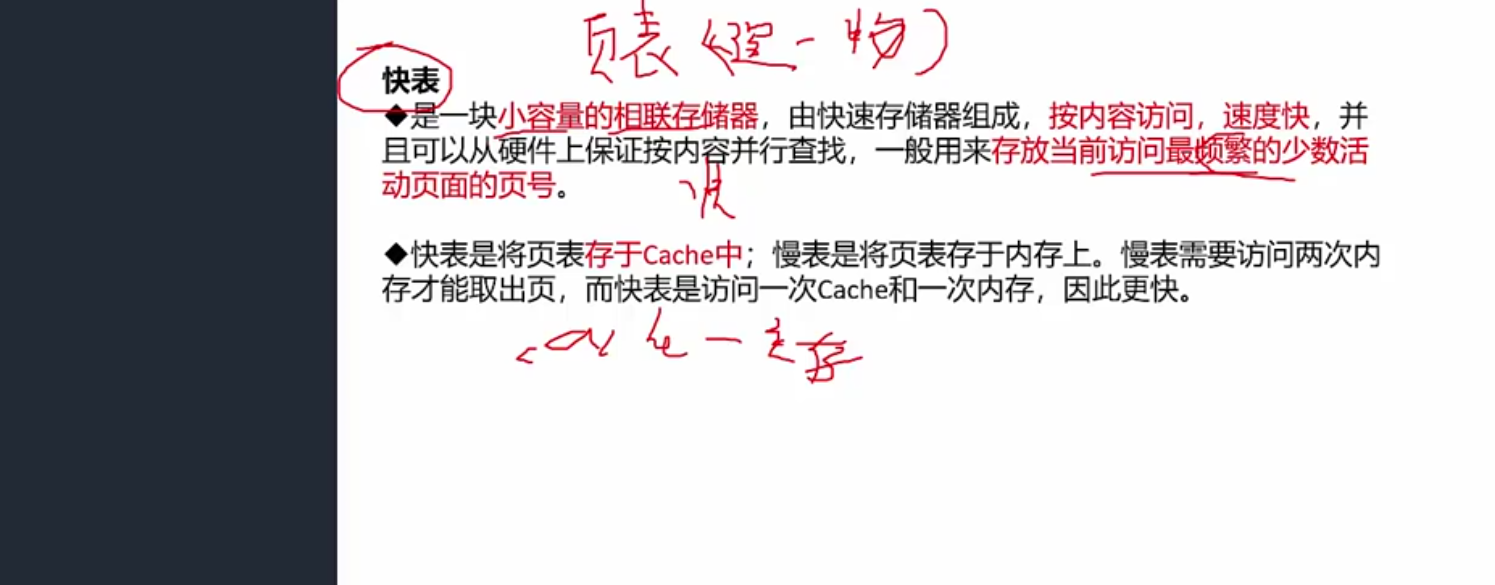 页表(逻-物)
快表
◆是一块小容量的相联存储器，由快速存储器组成，按内容访问，速度快，并
且可以从硬件上保证按内容并行查找，一般用来存放当前访问最频繁的少数活
动页面的页号。
◆快表是将页表存于Cache中；慢表是将页表存于内存上。慢表需要访问两次内
存才能取出页，而快表是访问一次Cache和一次内存，因此更快。
主存